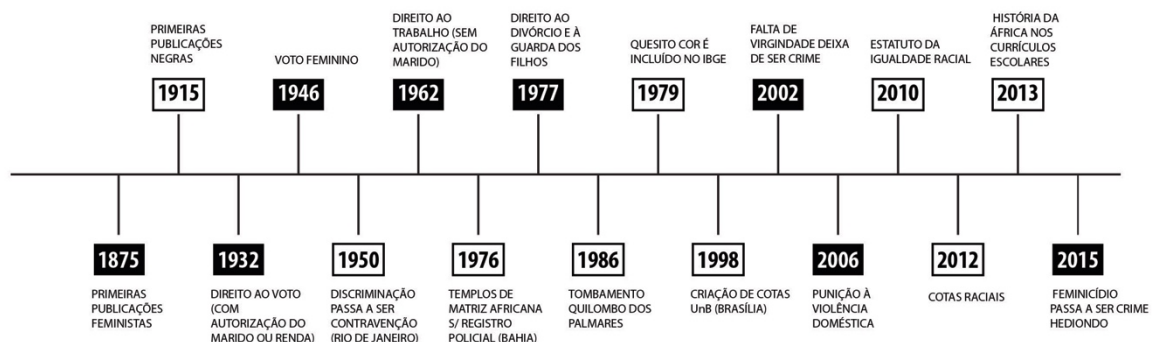 PRIMEIRAS
PUBLICAÇÕES
NEGRAS
1915
VOTO FEMININO
1946
DIREITO AO
TRABALHO (SEM
AUTORIZAÇÃO DO
MARIDO)
1962
DIREITO AO
DIVÓRCIO E À
GUARDA DOS
FILHOS
1977
QUESITO COR É
INCLUÍDO NO IBGE
1979
FALTA DE
VIRGINDADE DEIXA
DE SER CRIME
2002
ESTATUTO DA
IGUALDADE RACIAL
2010
HISTÓRIA DA
ÁFRICA NOS
CURRÍCULOS
ESCOLARES
2013
1875
PRIMEIRAS
PUBLICAÇÕES
FEMINISTAS
1932
DIREITO AO VOTO
(COM
AUTORIZAÇÃO DO
MARIDO OU RENDA)
1950
DISCRIMINAÇÃO
PASSA A SER
CONTRAVENÇÃO
(RIO DE JANEIRO)
1976
TEMPLOS DE
MATRIZ AFRICANA
S/ REGISTRO
POLICIAL (BAHIA)
1986
TOMBAMENTO
QUILOMBO DOS
PALMARES
1998
CRIAÇÃO DE COTAS
UnB (BRASÍLIA)
2006
PUNIÇÃO À
VIOLÊNCIA
DOMÉSTICA
2012
COTAS RACIAIS
2015
FEMINICÍDIO
PASSA A SER CRIME
HEDIONDO